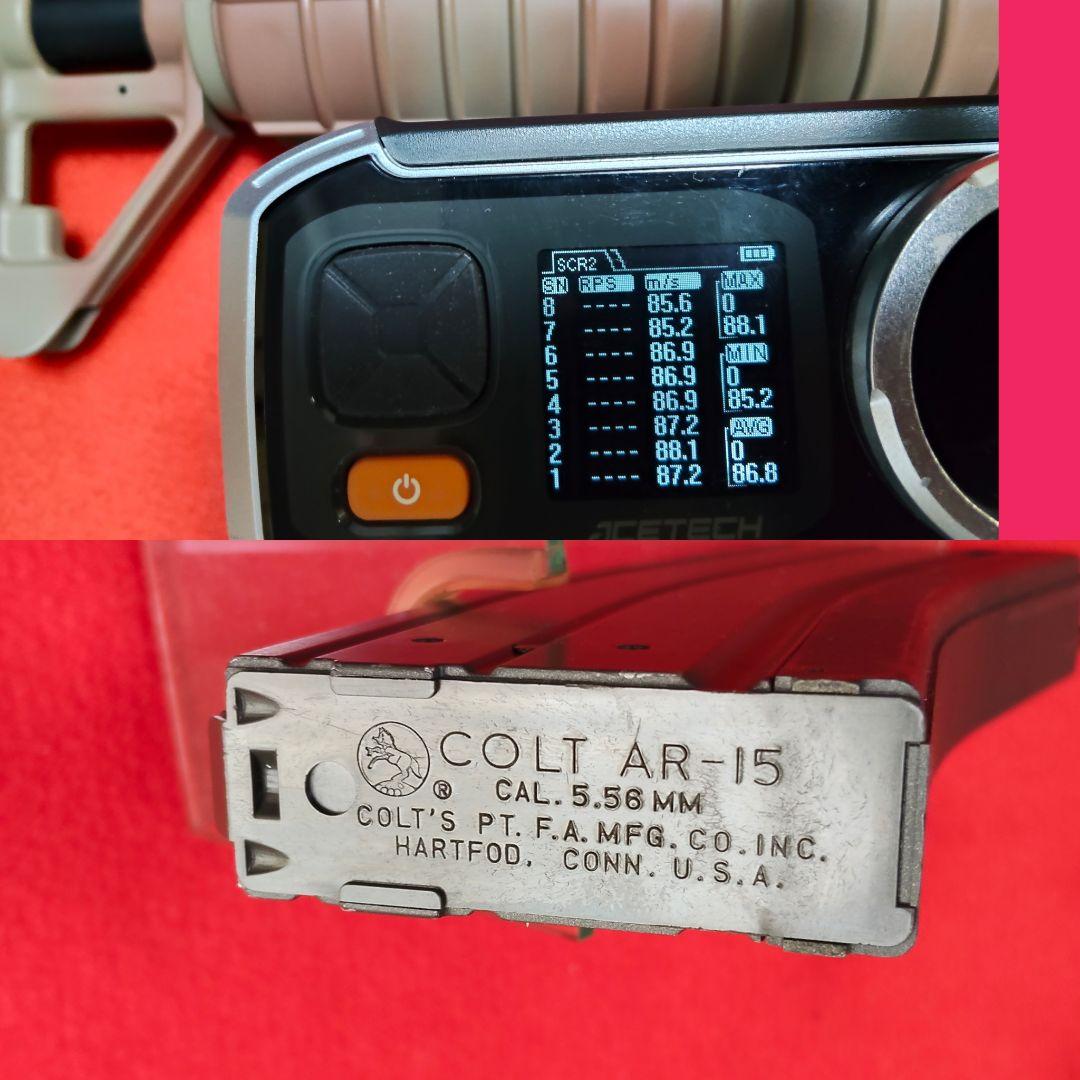 SCR2
SN RPS m/s MAX
8 ---- 85.6 0
7 ---- 85.2 88.1
6 ---- 86.9 MIN
5 ---- 86.9 0
4 ---- 86.9 85.2
3 ---- 87.2 AVG
2 ---- 88.1 0
1 ---- 87.2 86.8
ACETECH
COLT AR-15
® CAL. 5.56 MM
COLT'S PT. F.A. MFG. CO. INC.
HARTFOD, CONN. U.S.A.